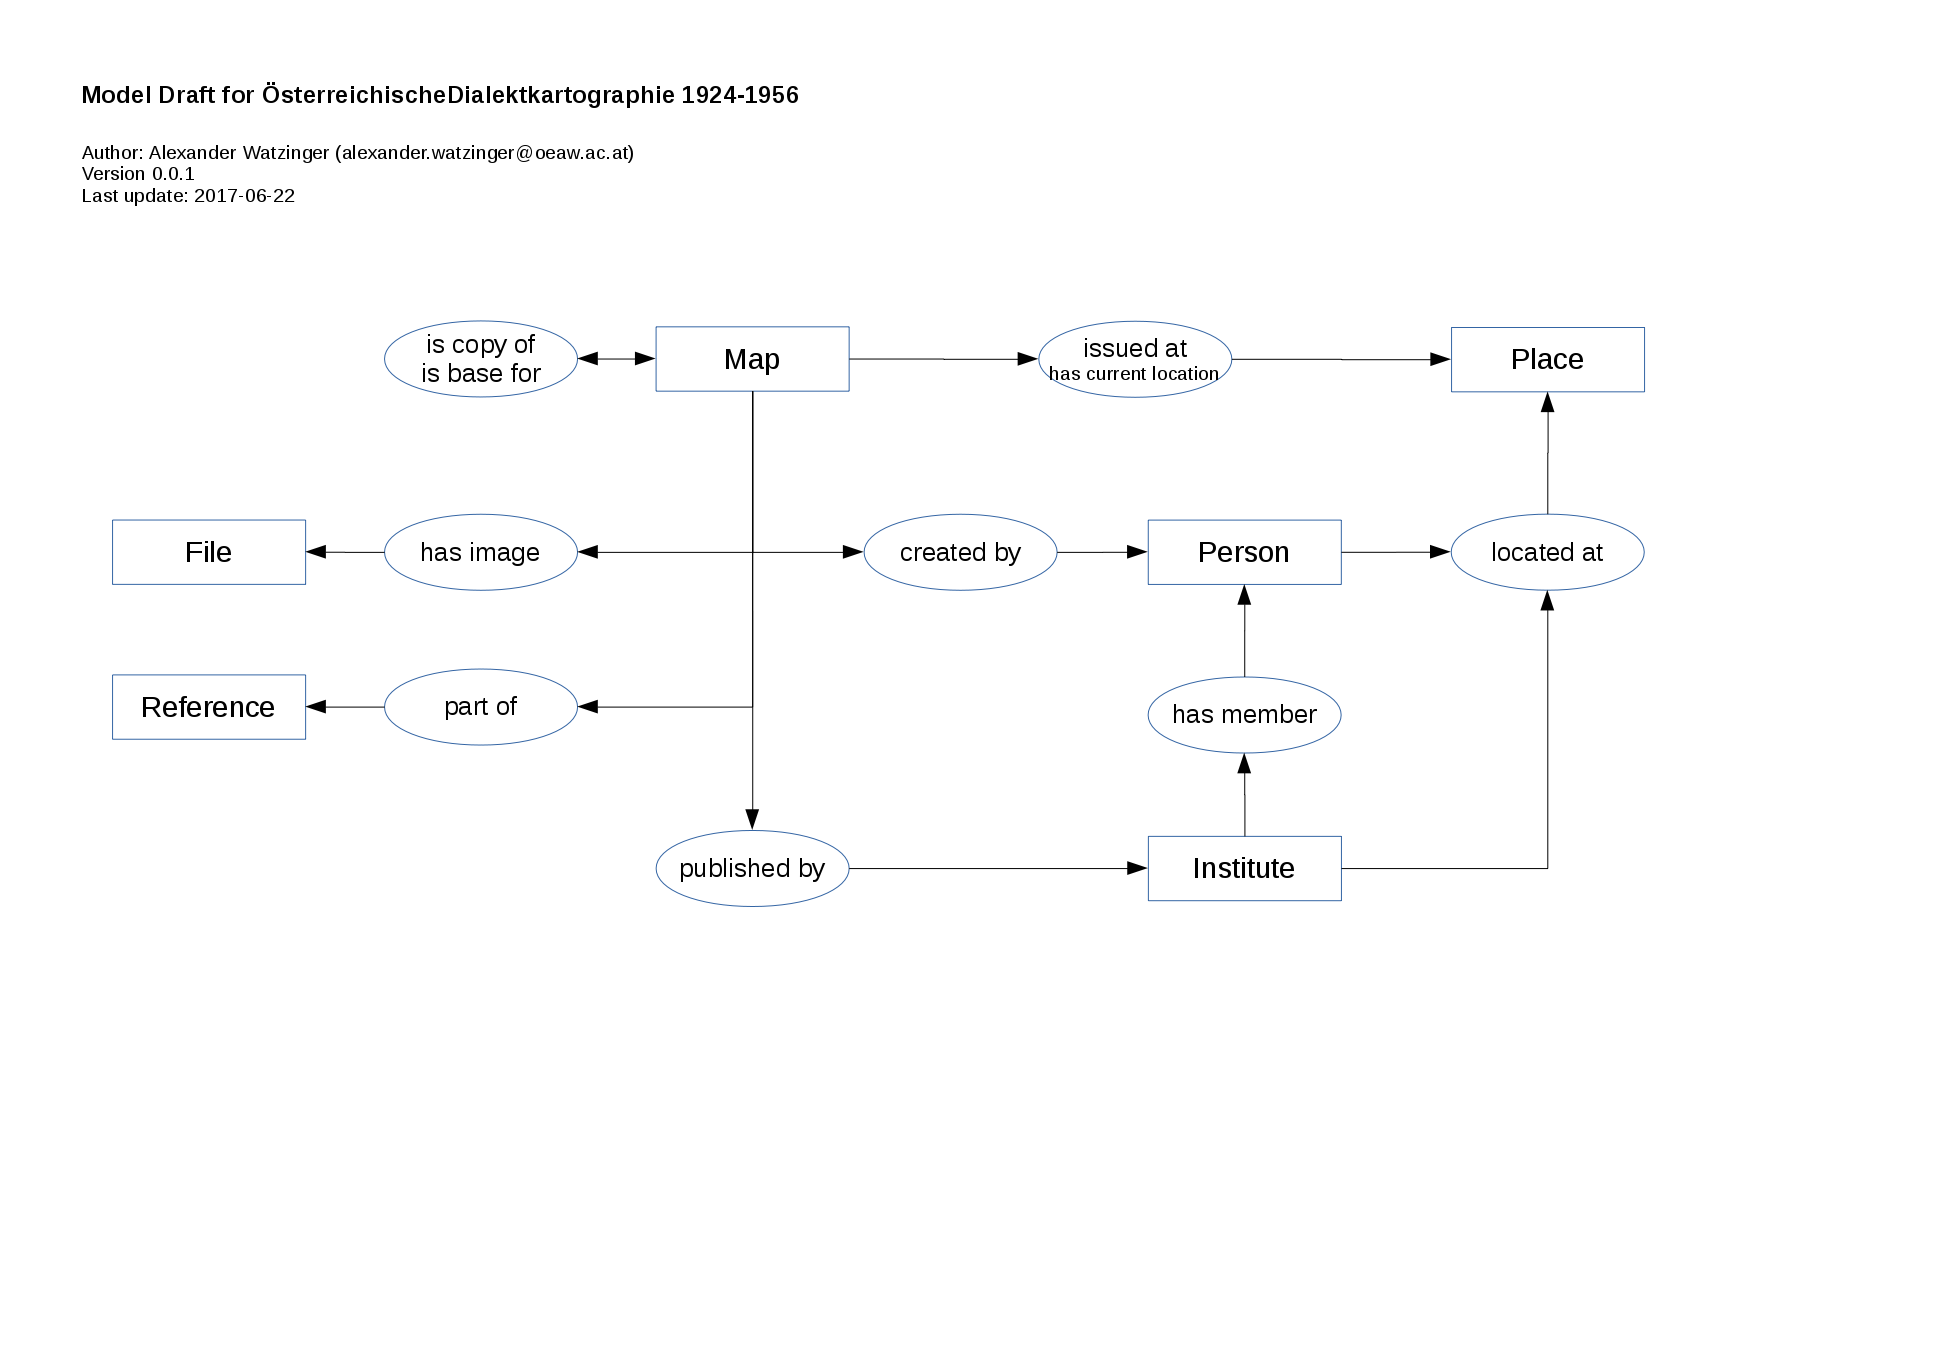 Model Draft for ÖsterreichischeDialektkartographie 1924-1956
Author: Alexander Watzinger (alexander.watzinger@oeaw.ac.at)
Version 0.0.1
Last update: 2017-06-22
is copy of
is base for
Map
issued at
has current location
Place
File
has image
created by
Person
located at
Reference
part of
has member
published by
Institute